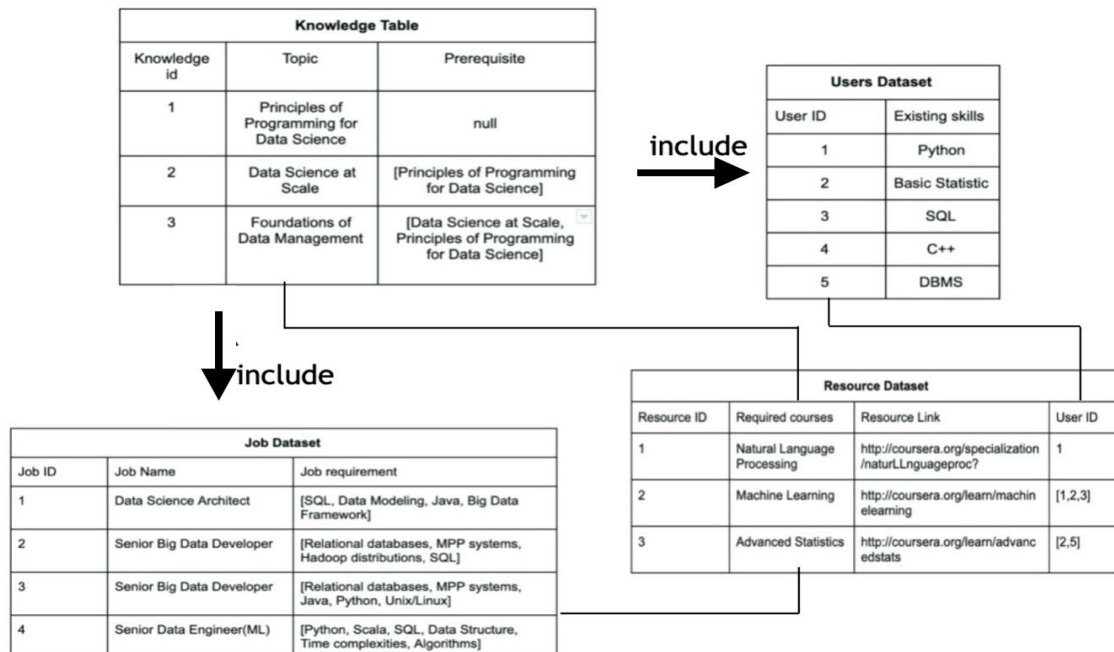 Knowledge Table
Knowledge id Topic Prerequisite
1 Principles of Programming for Data Science null
2 Data Science at Scale [Principles of Programming for Data Science]
3 Foundations of Data Management [Data Science at Scale, Principles of Programming for Data Science]
include
Users Dataset
User ID Existing skills
1 Python
2 Basic Statistic
3 SQL
4 C++
5 DBMS
include
Job Dataset
Job ID Job Name Job requirement
1 Data Science Architect [SQL, Data Modeling, Java, Big Data Framework]
2 Senior Big Data Developer [Relational databases, MPP systems, Hadoop distributions, SQL]
3 Senior Big Data Developer [Relational databases, MPP systems, Java, Python, Unix/Linux]
4 Senior Data Engineer(ML) [Python, Scala, SQL, Data Structure, Time complexities, Algorithms]
Resource Dataset
Resource ID Required courses Resource Link User ID
1 Natural Language Processing http://coursera.org/specialization/naturLLnguageproc? 1
2 Machine Learning http://coursera.org/learn/machinelearning [1,2,3]
3 Advanced Statistics http://coursera.org/learn/advancedstats [2,5]